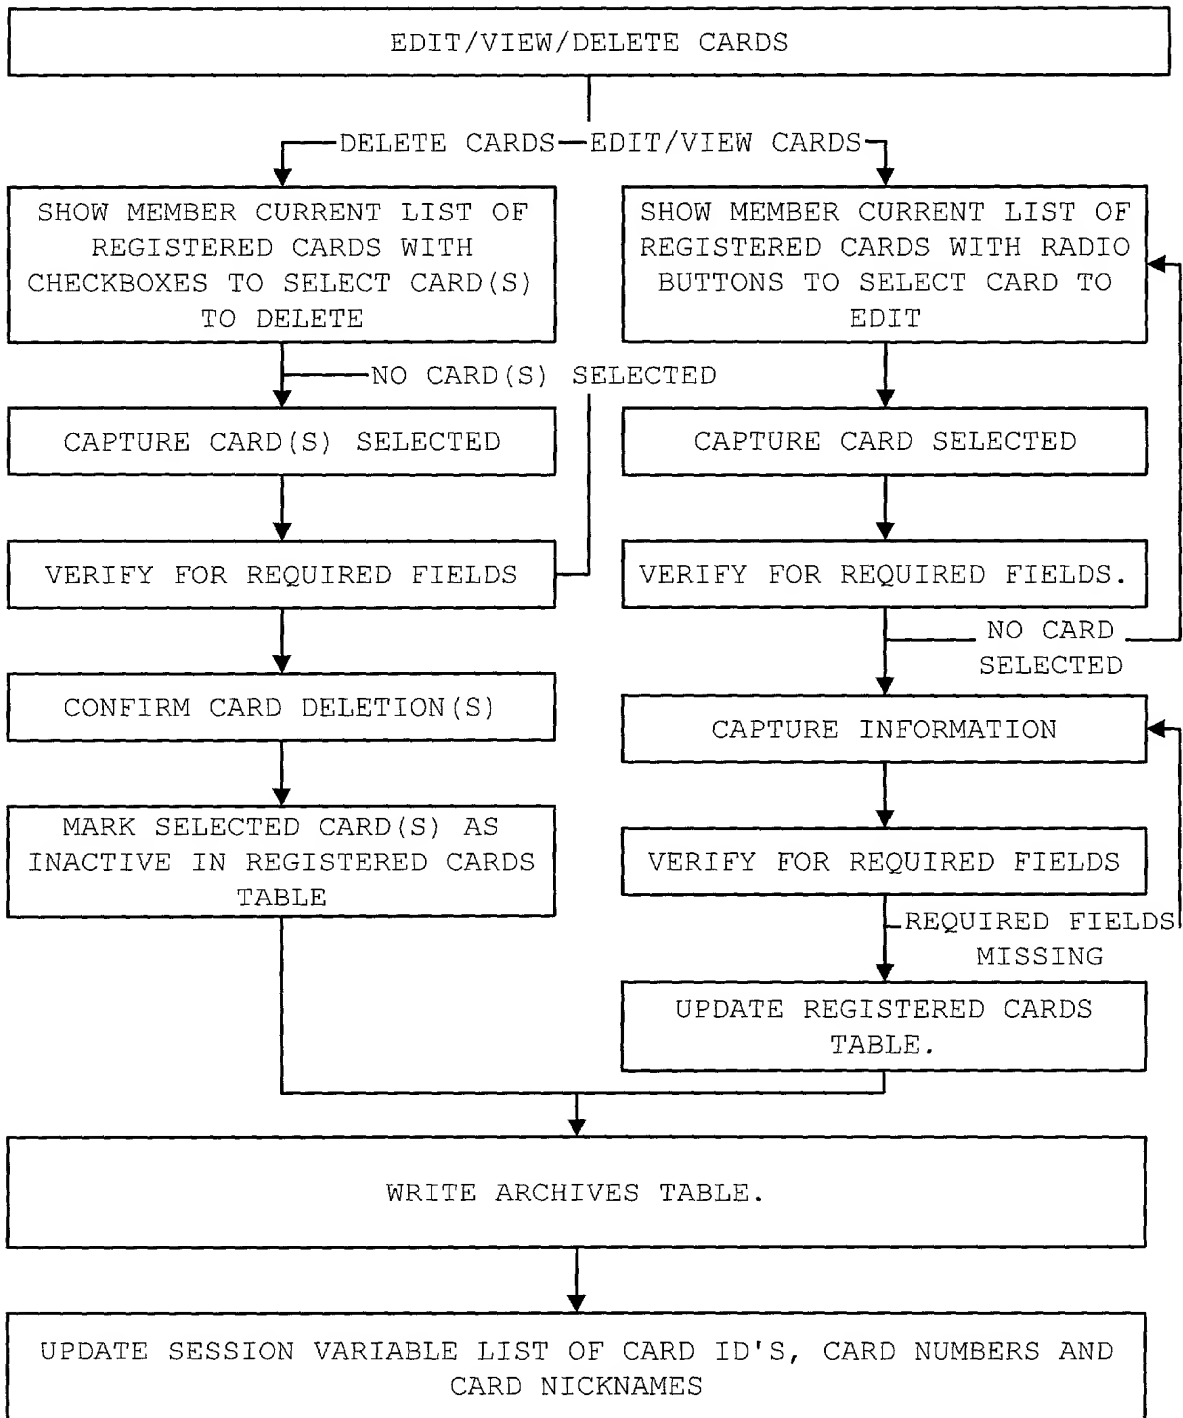 EDIT/VIEW/DELETE CARDS
DELETE CARDS
EDIT/VIEW CARDS
SHOW MEMBER CURRENT LIST OF
REGISTERED CARDS WITH
CHECKBOXES TO SELECT CARD(S)
TO DELETE
NO CARD(S) SELECTED
CAPTURE CARD(S) SELECTED
VERIFY FOR REQUIRED FIELDS
CONFIRM CARD DELETION(S)
MARK SELECTED CARD(S) AS
INACTIVE IN REGISTERED CARDS
TABLE
SHOW MEMBER CURRENT LIST OF
REGISTERED CARDS WITH RADIO
BUTTONS TO SELECT CARD TO
EDIT
CAPTURE CARD SELECTED
VERIFY FOR REQUIRED FIELDS.
NO CARD
SELECTED
CAPTURE INFORMATION
VERIFY FOR REQUIRED FIELDS
REQUIRED FIELDS
MISSING
UPDATE REGISTERED CARDS
TABLE.
WRITE ARCHIVES TABLE.
UPDATE SESSION VARIABLE LIST OF CARD ID'S, CARD NUMBERS AND
CARD NICKNAMES